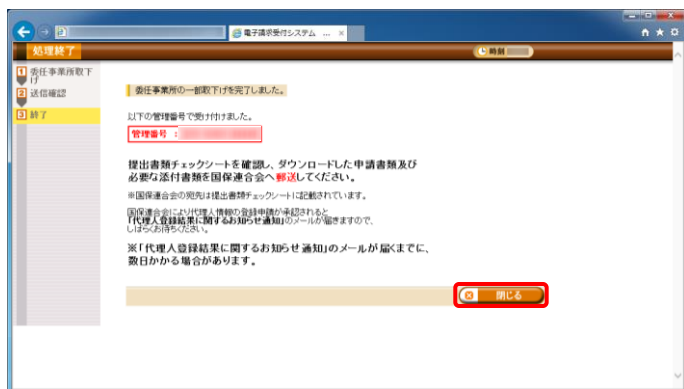 電子請求受付システム ... ×
処理終了
時刻
1 委任事業所取下げ
2 送信確認
3 終了
委任事業所の一部取下げを完了しました。
以下の管理番号で受け付けました。
管理番号 :
提出書類チェックシートを確認し、ダウンロードした申請書類及び
必要な添付書類を国保連合会へ郵送してください。
※国保連合会の宛先は提出書類チェックシートに記載されています。
国保連合会により代理人情報の登録申請が承認されると
「代理人登録結果に関するお知らせ通知」のメールが届きますので、
しばらくお待ちください。
※「代理人登録結果に関するお知らせ通知」のメールが届くまでに、
数日かかる場合があります。
閉じる